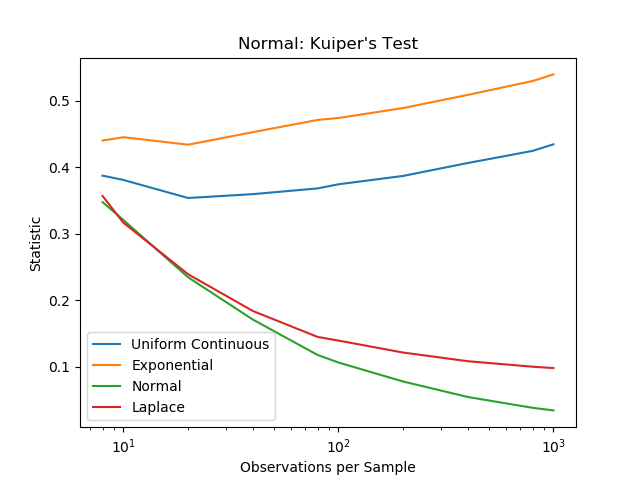 Normal: Kuiper's Test
Statistic
0.5
0.4
0.3
0.2
0.1
Uniform Continuous
Exponential
Normal
Laplace
10¹
10²
10³
Observations per Sample